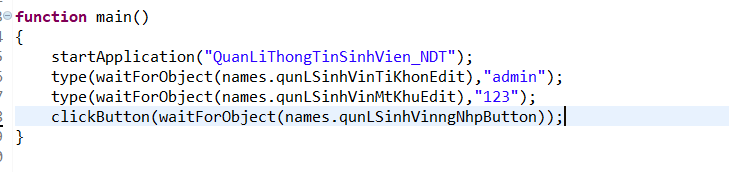 function main()
{
startApplication("QuanLiThongTinSinhVien_NDT");
type(waitForObject(names.qunLSinhVinTiKhonEdit),"admin");
type(waitForObject(names.qunLSinhVinMtKhuEdit),"123");
clickButton(waitForObject(names.qunLSinhVinngNhpButton));
}